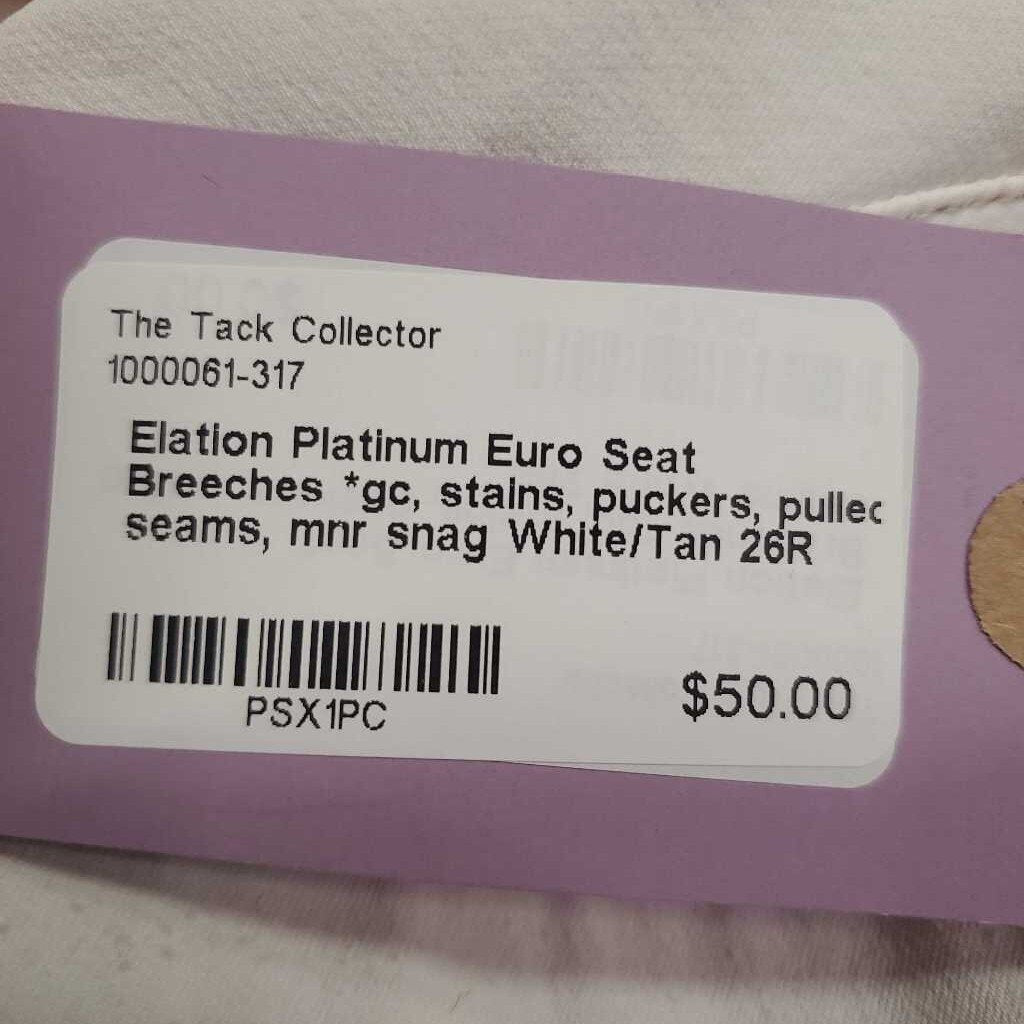 The Tack Collector
1000061-317
Elation Platinum Euro Seat
Breeches *gc, stains, puckers, pulled
seams, mnr snag White/Tan 26R
PSX1PC
$50.00